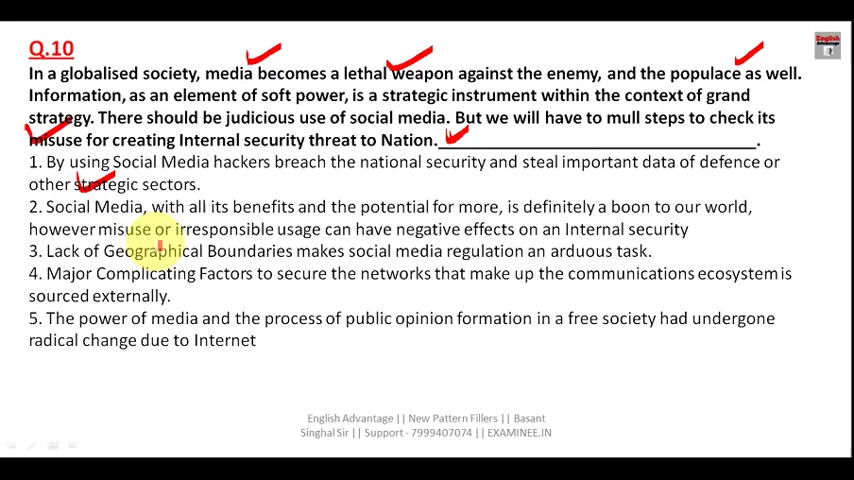 Q.10
English
Advantage
In a globalised society, media becomes a lethal weapon against the enemy, and the populace as well.
Information, as an element of soft power, is a strategic instrument within the context of grand
strategy. There should be judicious use of social media. But we will have to mull steps to check its
misuse for creating Internal security threat to Nation.________________________________.
1. By using Social Media hackers breach the national security and steal important data of defence or
other strategic sectors.
2. Social Media, with all its benefits and the potential for more, is definitely a boon to our world,
however misuse or irresponsible usage can have negative effects on an Internal security
3. Lack of Geographical Boundaries makes social media regulation an arduous task.
4. Major Complicating Factors to secure the networks that make up the communications ecosystem is
sourced externally.
5. The power of media and the process of public opinion formation in a free society had undergone
radical change due to Internet
English Advantage || New Pattern Fillers || Basant
Singhal Sir || Support - 7999407074 || EXAMINEE.IN